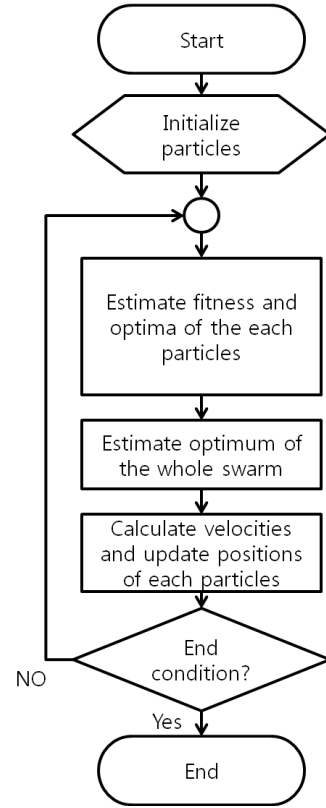 Start
Initialize
particles
Estimate fitness and
optima of the each
particles
Estimate optimum of
the whole swarm
Calculate velocities
and update positions
of each particles
End
condition?
NO
Yes
End